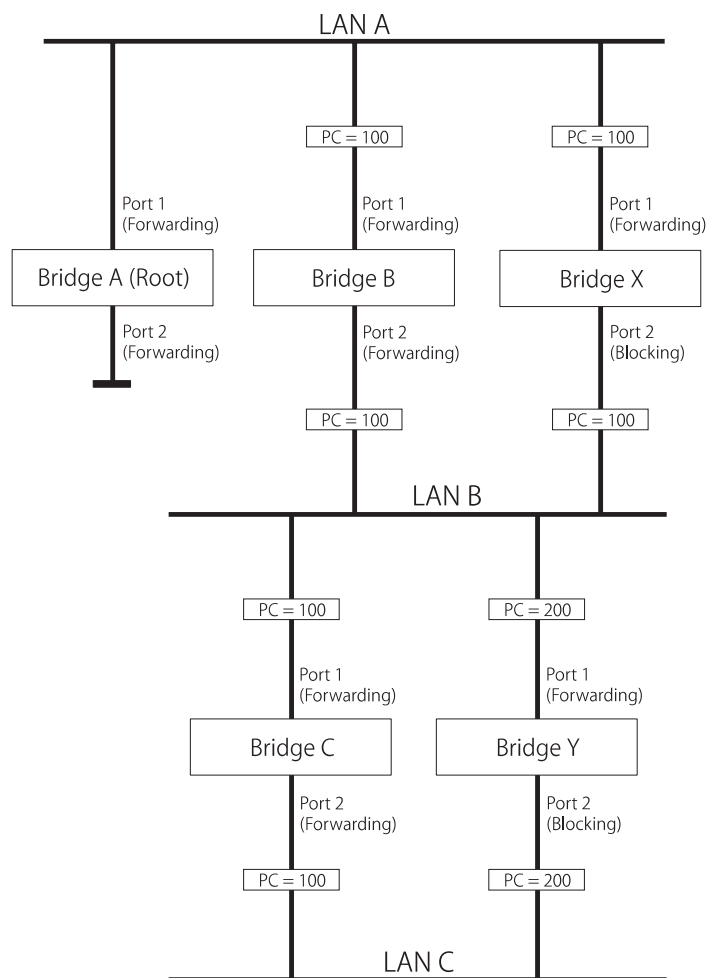 LAN A
PC = 100
PC = 100
Port 1
(Forwarding)
Port 1
(Forwarding)
Port 1
(Forwarding)
Bridge A (Root)
Bridge B
Bridge X
Port 2
(Forwarding)
Port 2
(Forwarding)
Port 2
(Blocking)
PC = 100
PC = 100
LAN B
PC = 100
PC = 200
Port 1
(Forwarding)
Port 1
(Forwarding)
Bridge C
Bridge Y
Port 2
(Forwarding)
Port 2
(Blocking)
PC = 100
PC = 200
LAN C